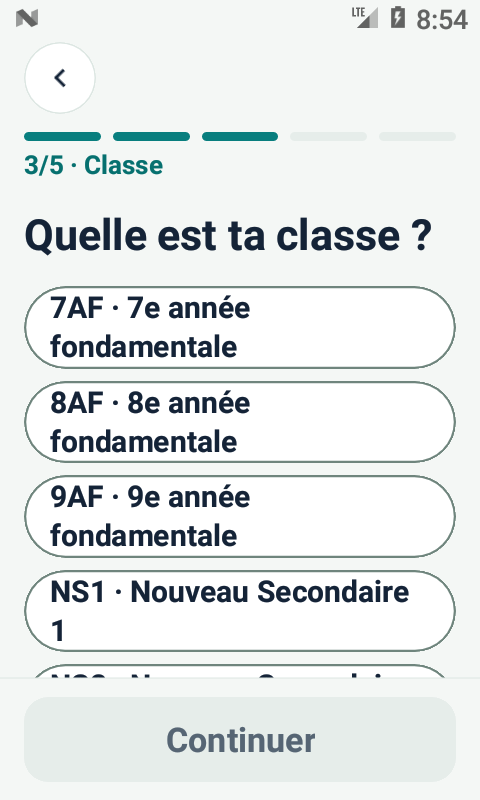 LTE 8:54
3/5 · Classe
Quelle est ta classe ?
7AF · 7e année
fondamentale
8AF · 8e année
fondamentale
9AF · 9e année
fondamentale
NS1 · Nouveau Secondaire
1
Continuer